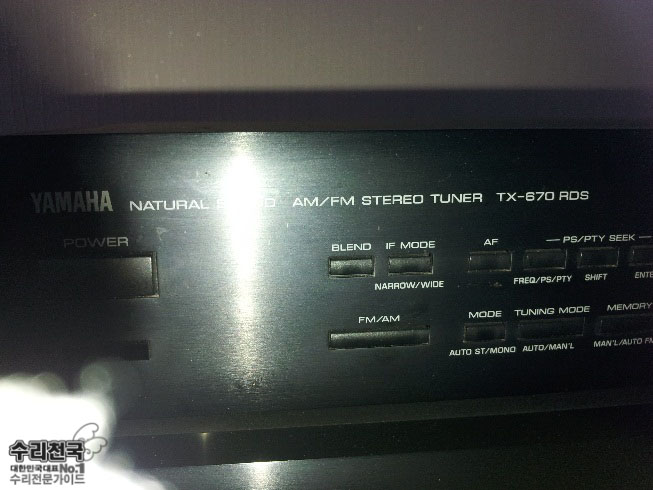 YAMAHA NATURAL AM/FM STEREO TUNER TX-670 RDS
POWER
BLEND IF MODE AF PS/PTY SEEK
NARROW/WIDE FREQ/PS/PTY SHIFT
FM/AM MODE TUNING MODE MEMORY
AUTO ST/MONO AUTO/MAN'L MAN'L/AUTO FM
수리천국
대한민국대표No.1
수리전문가이드